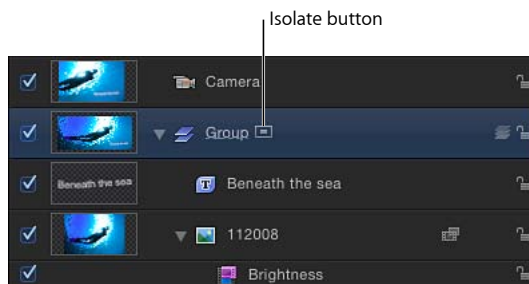 Isolate button
Camera
Group
Beneath the sea
Beneath the sea
112008
Brightness